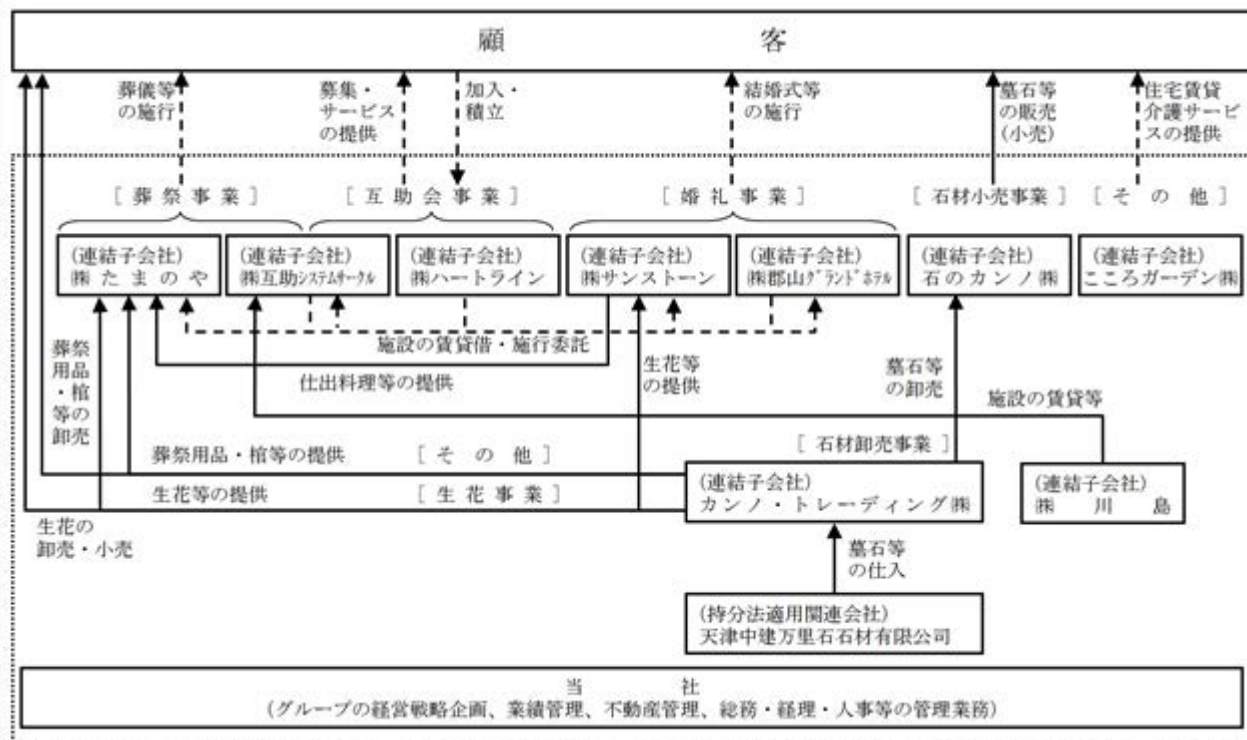 顧 客
葬儀等
の施行
募集・
サービス
の提供
加入・
積立
結婚式等
の施行
墓石等
の販売
(小売)
住宅賃貸
介護サービ
スの提供
[ 葬 祭 事 業 ]
[ 互 助 会 事 業 ]
[ 婚 礼 事 業 ]
[ 石材小売事業 ]
[ そ の 他 ]
(連結子会社)
㈱ た ま の や
(連結子会社)
㈱互助システムサークル
(連結子会社)
㈱ハートライン
(連結子会社)
㈱サンストーン
(連結子会社)
㈱郡山グランドホテル
(連結子会社)
石のカンノ㈱
(連結子会社)
こころガーデン㈱
施設の賃貸借・施行委託
葬祭
用品
・棺
等の
卸売
仕出料理等の提供
生花等
の提供
墓石等
の卸売
施設の賃貸等
[ 石材卸売事業 ]
葬祭用品・棺等の提供
[ そ の 他 ]
生花等の提供
[ 生 花 事 業 ]
(連結子会社)
カンノ・トレーディング㈱
(連結子会社)
㈱ 川 島
生花の
卸売・小売
墓石等
の仕入
(持分法適用関連会社)
天津中建万里石石材有限公司
当 社
(グループの経営戦略企画、業績管理、不動産管理、総務・経理・人事等の管理業務)